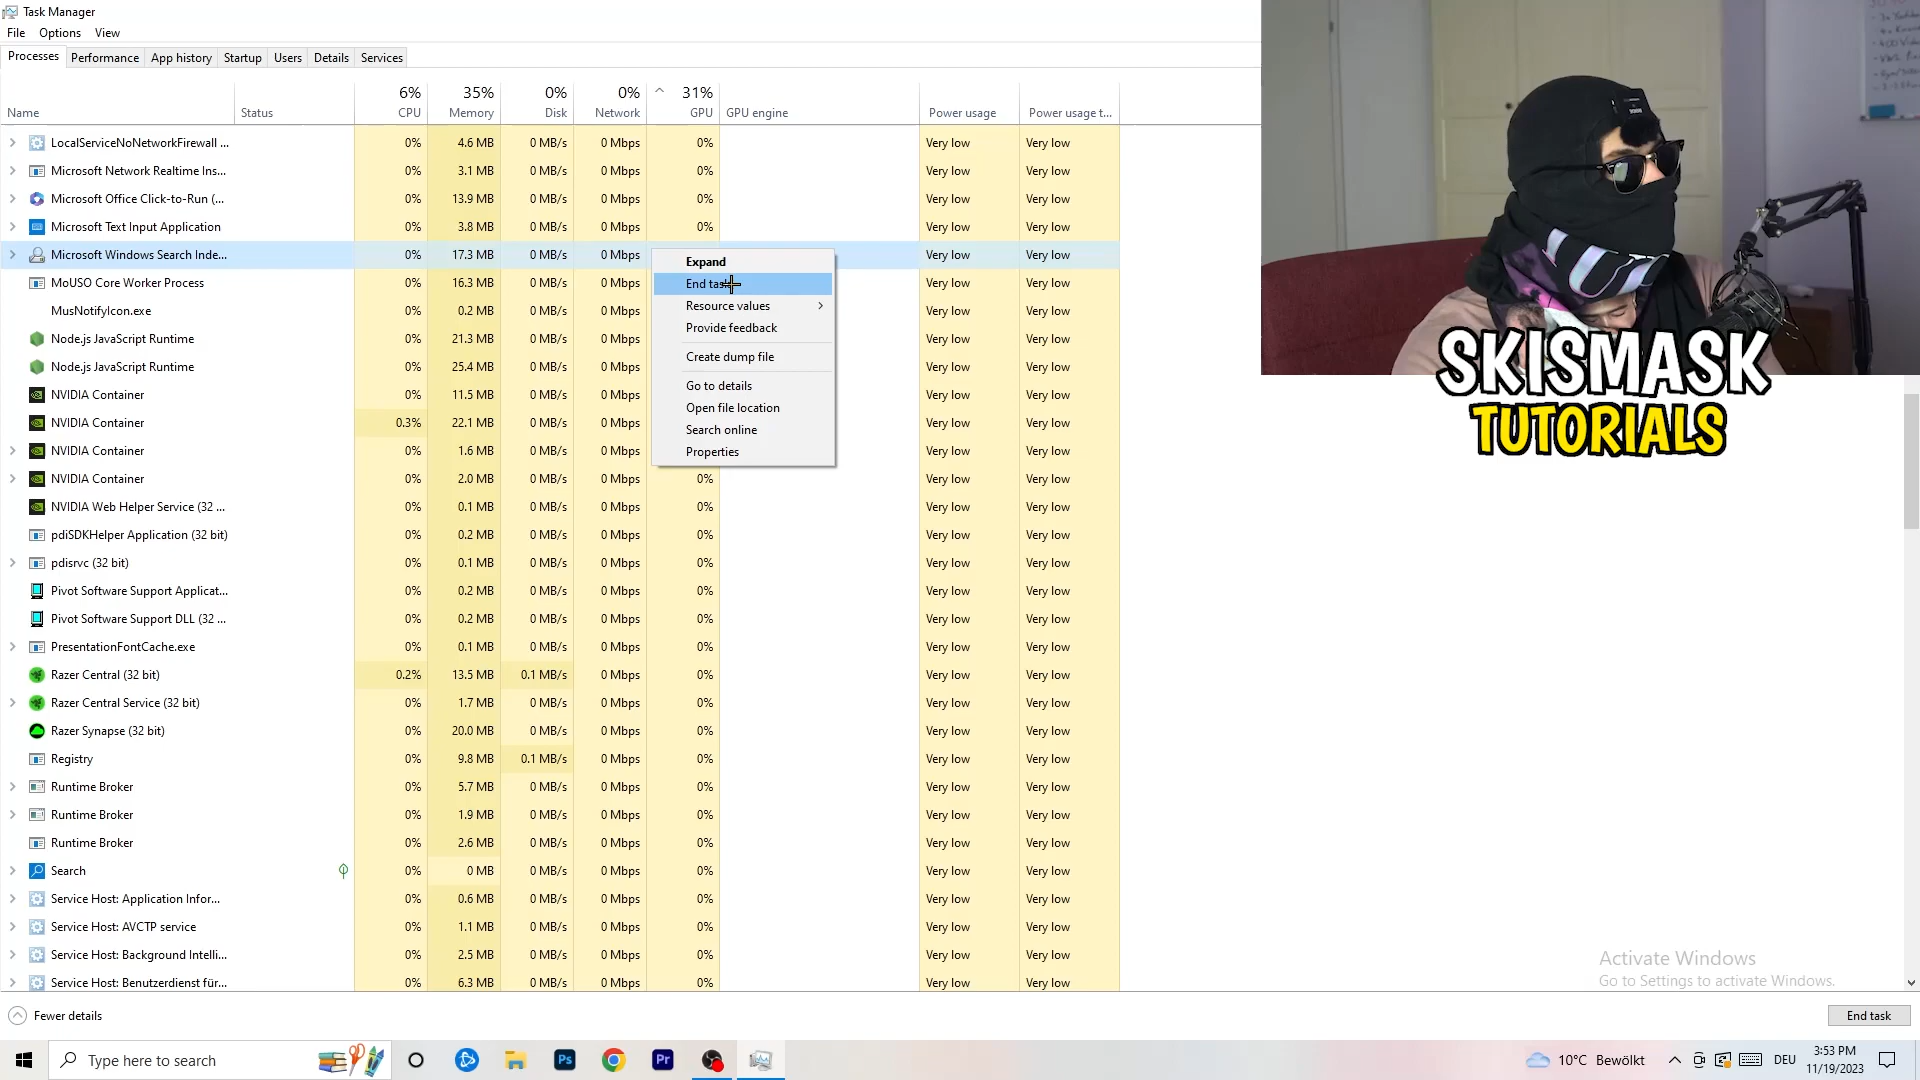 Task Manager
File Options View
Processes Performance App history Startup Users Details Services
6% 35% 0% 0% 31%
Name Status CPU Memory Disk Network GPU GPU engine Power usage Power usage t...
LocalServiceNoNetworkFirewall ... 0% 4.6 MB 0 MB/s 0 Mbps 0% Very low Very low
Microsoft Network Realtime Ins... 0% 3.1 MB 0 MB/s 0 Mbps 0% Very low Very low
Microsoft Office Click-to-Run (... 0% 13.9 MB 0 MB/s 0 Mbps 0% Very low Very low
Microsoft Text Input Application 0% 3.8 MB 0 MB/s 0 Mbps 0% Very low Very low
Microsoft Windows Search Inde... 0% 17.3 MB 0 MB/s 0 Mbps Very low Very low
MoUSO Core Worker Process 0% 16.3 MB 0 MB/s 0 Mbps Very low Very low
MusNotifyIcon.exe 0% 0.2 MB 0 MB/s 0 Mbps Very low Very low
Node.js JavaScript Runtime 0% 21.3 MB 0 MB/s 0 Mbps Very low Very low
Node.js JavaScript Runtime 0% 25.4 MB 0 MB/s 0 Mbps Very low Very low
NVIDIA Container 0% 11.5 MB 0 MB/s 0 Mbps Very low Very low
NVIDIA Container 0.3% 22.1 MB 0 MB/s 0 Mbps Very low Very low
NVIDIA Container 0% 1.6 MB 0 MB/s 0 Mbps Very low Very low
NVIDIA Container 0% 2.0 MB 0 MB/s 0 Mbps 0% Very low Very low
NVIDIA Web Helper Service (32 ... 0% 0.1 MB 0 MB/s 0 Mbps 0% Very low Very low
pdiSDKHelper Application (32 bit) 0% 0.2 MB 0 MB/s 0 Mbps 0% Very low Very low
pdisrvc (32 bit) 0% 0.1 MB 0 MB/s 0 Mbps 0% Very low Very low
Pivot Software Support Applicat... 0% 0.2 MB 0 MB/s 0 Mbps 0% Very low Very low
Pivot Software Support DLL (32 ... 0% 0.2 MB 0 MB/s 0 Mbps 0% Very low Very low
PresentationFontCache.exe 0% 0.1 MB 0 MB/s 0 Mbps 0% Very low Very low
Razer Central (32 bit) 0.2% 13.5 MB 0.1 MB/s 0 Mbps 0% Very low Very low
Razer Central Service (32 bit) 0% 1.7 MB 0 MB/s 0 Mbps 0% Very low Very low
Razer Synapse (32 bit) 0% 20.0 MB 0 MB/s 0 Mbps 0% Very low Very low
Registry 0% 9.8 MB 0.1 MB/s 0 Mbps 0% Very low Very low
Runtime Broker 0% 5.7 MB 0 MB/s 0 Mbps 0% Very low Very low
Runtime Broker 0% 1.9 MB 0 MB/s 0 Mbps 0% Very low Very low
Runtime Broker 0% 2.6 MB 0 MB/s 0 Mbps 0% Very low Very low
Search 0% 0 MB 0 MB/s 0 Mbps 0% Very low Very low
Service Host: Application Infor... 0% 0.6 MB 0 MB/s 0 Mbps 0% Very low Very low
Service Host: AVCTP service 0% 1.1 MB 0 MB/s 0 Mbps 0% Very low Very low
Service Host: Background Intelli... 0% 2.5 MB 0 MB/s 0 Mbps 0% Very low Very low
Service Host: Benutzerdienst für... 0% 6.3 MB 0 MB/s 0 Mbps 0% Very low Very low
Expand
End task
Resource values
Provide feedback
Create dump file
Go to details
Open file location
Search online
Properties
SKISMASK
TUTORIALS
Activate Windows
Go to Settings to activate Windows.
Fewer details End task
Type here to search Ps Pr 10°C Bewölkt DEU 3:53 PM
11/19/2023